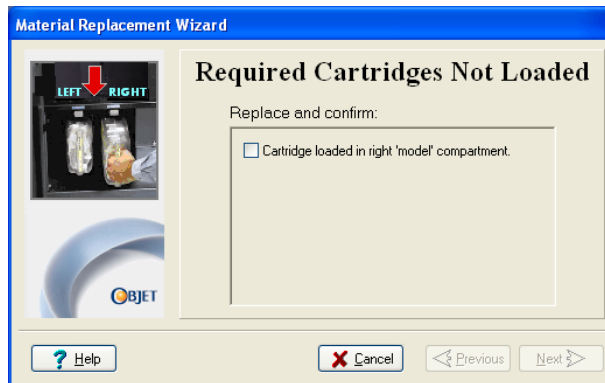 Material Replacement Wizard
LEFT RIGHT
Required Cartridges Not Loaded
Replace and confirm:
Cartridge loaded in right 'model' compartment.
OBJET
? Help
Cancel
Previous
Next